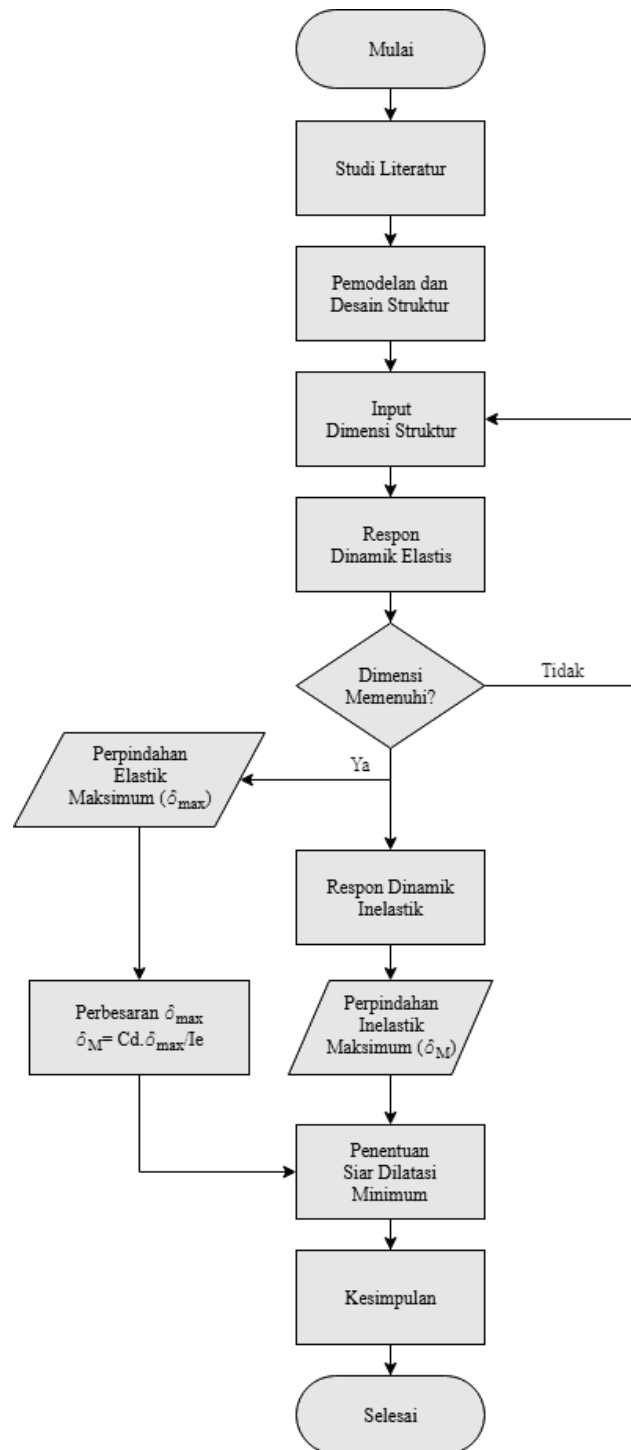 Mulai
Studi Literatur
Pemodelan dan
Desain Struktur
Input
Dimensi Struktur
Respon
Dinamik Elastis
Dimensi
Memenuhi?
Tidak
Ya
Perpindahan
Elastik
Maksimum (δmax)
Respon Dinamik
Inelastik
Perbesaran δmax
δM= Cd.δmax/Ie
Perpindahan
Inelastik
Maksimum (δM)
Penentuan
Siar Dilatasi
Minimum
Kesimpulan
Selesai